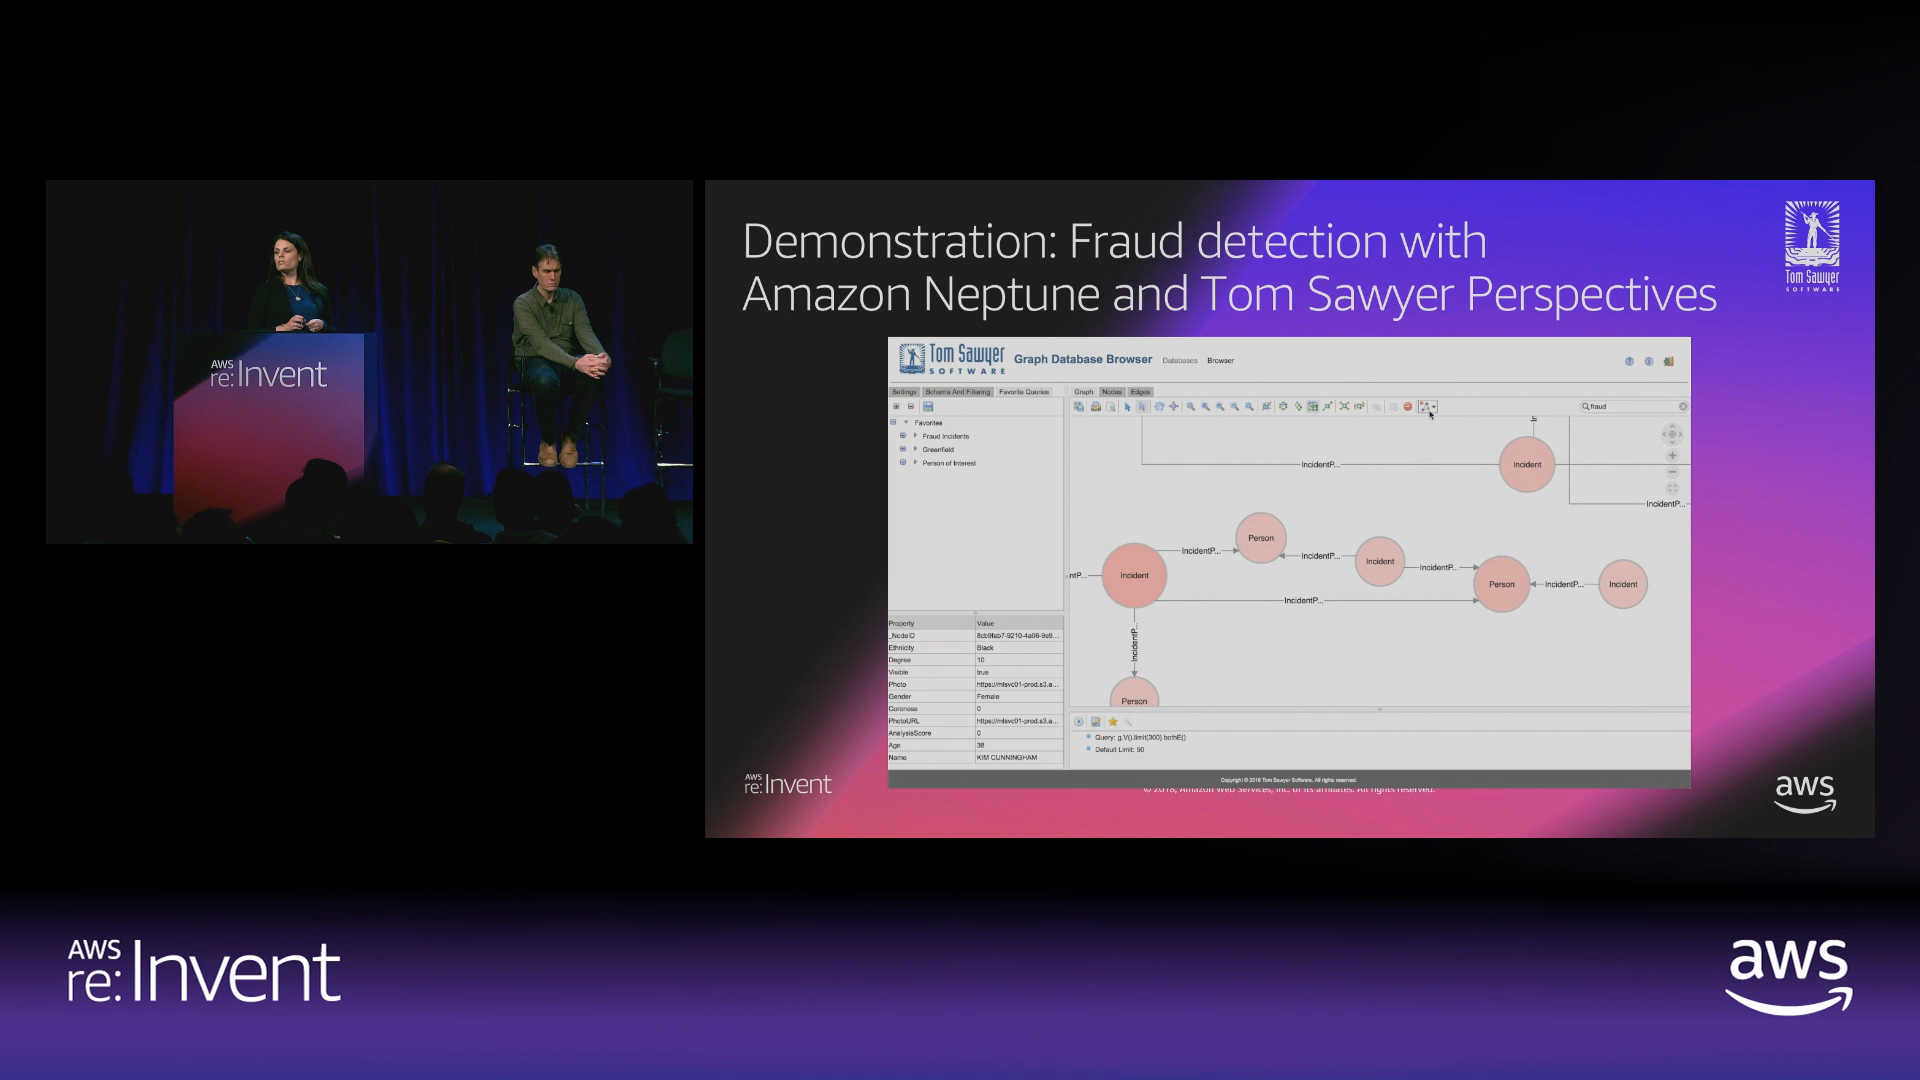 AWS
re:Invent
Demonstration: Fraud detection with
Amazon Neptune and Tom Sawyer Perspectives
Tom Sawyer
SOFTWARE
Tom Sawyer
SOFTWARE
Graph Database Browser
Databases
Browser
Settings
Schema And Filtering
Favorite Queries
Graph
Nodes
Edges
fraud
Favorites
Fraud Incidents
Greenfield
Person of Interest
IncidentP...
Incident
IncidentP...
Person
IncidentP...
IncidentP...
Incident
IncidentP...
ntP...
Incident
Person
IncidentP...
Incident
IncidentP...
IncidentP...
Person
Property Value
_NodeID 8cb9fab7-9210-4a06-9e9...
Ethnicity Black
Degree 10
Visible true
Photo https://mlsvc01-prod.s3.a...
Gender Female
Coreness 0
PhotoURL https://mlsvc01-prod.s3.a...
AnalysisScore 0
Age 38
Name KIM CUNNINGHAM
Query: g.V().limit(300).bothE()
Default Limit: 50
Copyright © 2018 Tom Sawyer Software. All rights reserved.
© 2018, Amazon Web Services, Inc. or its affiliates. All rights reserved.
AWS
re:Invent
aws
AWS
re:Invent
aws